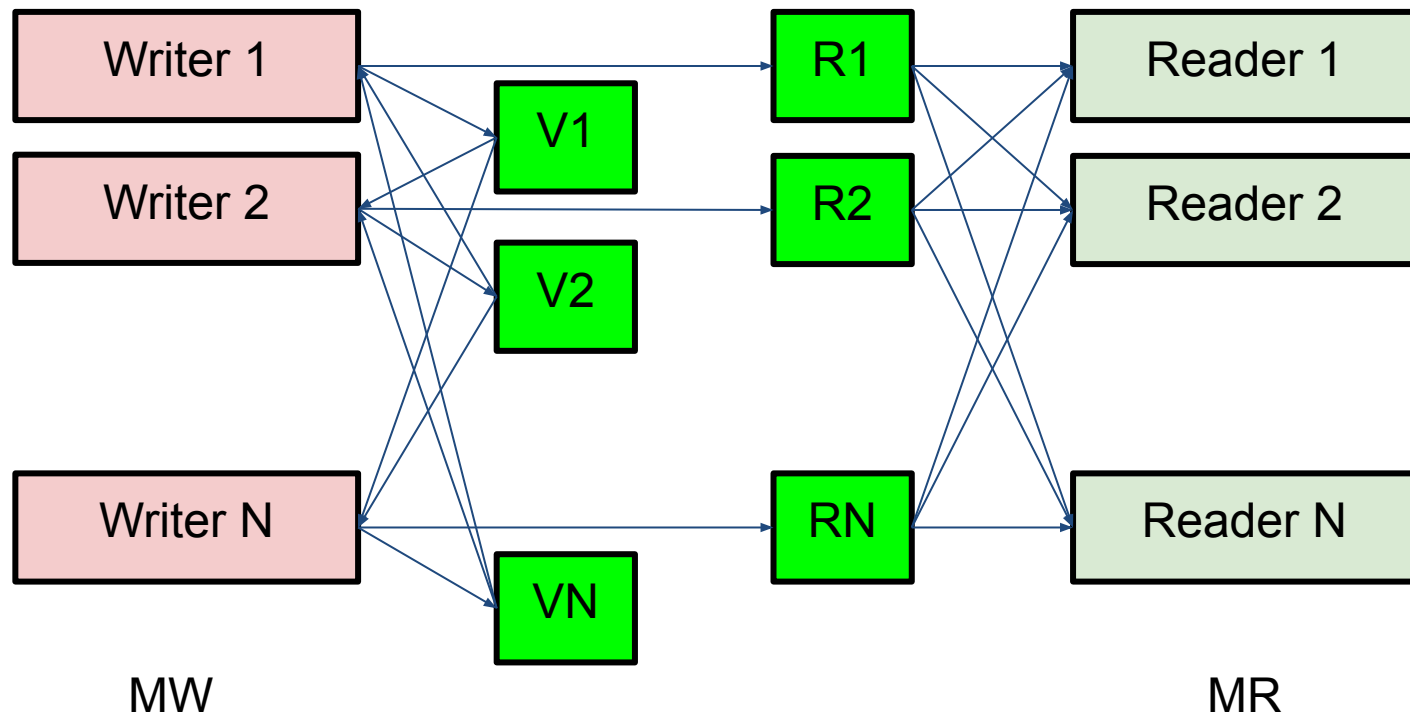 Writer 1
R1
Reader 1
V1
Writer 2
R2
Reader 2
V2
Writer N
RN
Reader N
VN
MW
MR